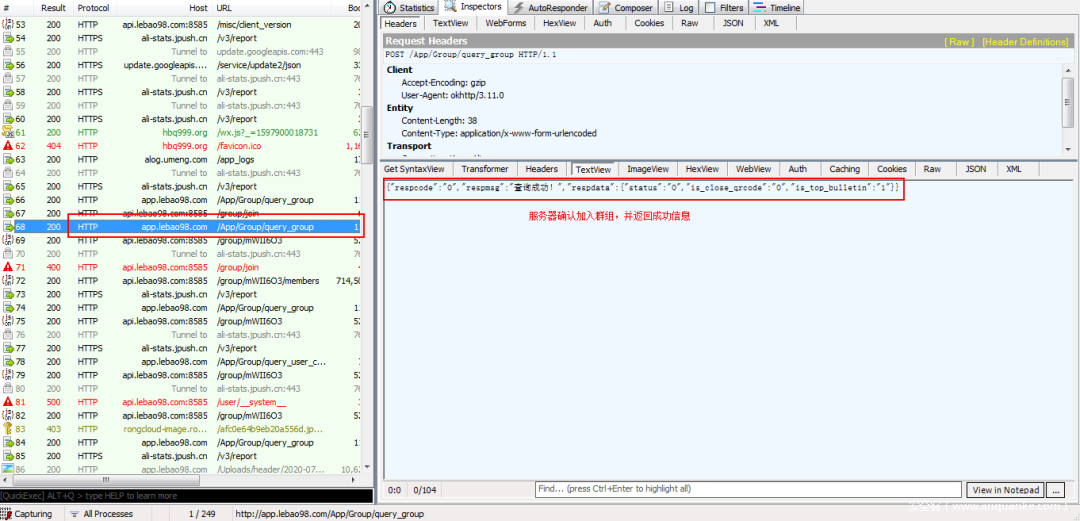 # Result Protocol Host URL Bo
53 200 HTTP api.lebao98.com:8585 /misc/client_version
54 200 HTTPS ali-stats.jpush.cn /v3/report
55 200 HTTP Tunnel to update.googleapis.com:443
56 200 HTTPS update.googleapis.... /service/update2/json
57 200 HTTP Tunnel to ali-stats.jpush.cn:443
58 200 HTTPS ali-stats.jpush.cn /v3/report
59 200 HTTP Tunnel to ali-stats.jpush.cn:443
60 200 HTTPS ali-stats.jpush.cn /v3/report
61 200 HTTP hbq999.org /wx.js?_=1597900018731
62 404 HTTP hbq999.org /favicon.ico 1,16
63 200 HTTP alog.umeng.com /app_logs
64 200 HTTP Tunnel to ali-stats.jpush.cn:443
65 200 HTTPS ali-stats.jpush.cn /v3/report
66 200 HTTP app.lebao98.com /App/Group/query_group
67 200 HTTP api.lebao98.com:8585 /group/join
68 200 HTTP app.lebao98.com /App/Group/query_group
69 200 HTTP api.lebao98.com:8585 /group/mWII6O3
70 200 HTTP Tunnel to ali-stats.jpush.cn:443
71 400 HTTP api.lebao98.com:8585 /group/join
72 200 HTTP api.lebao98.com:8585 /group/mWII6O3/members 714,50
73 200 HTTPS ali-stats.jpush.cn /v3/report
74 200 HTTP app.lebao98.com /App/Group/query_group
75 200 HTTP api.lebao98.com:8585 /group/mWII6O3
76 200 HTTP Tunnel to ali-stats.jpush.cn:443
77 200 HTTPS ali-stats.jpush.cn /v3/report
78 200 HTTP app.lebao98.com /App/Group/query_user_c...
79 200 HTTP api.lebao98.com:8585 /group/mWII6O3
80 200 HTTP Tunnel to ali-stats.jpush.cn:443
81 500 HTTP api.lebao98.com:8585 /user/__system__
82 200 HTTP api.lebao98.com:8585 /group/mWII6O3
83 403 HTTP rongcloud-image.ro... /afc0e64b9eb20a556d.jp...
84 200 HTTP app.lebao98.com /App/Group/query_group
85 200 HTTPS ali-stats.jpush.cn /v3/report
86 200 HTTP app.lebao98.com /Uploads/header/2020-07... 10,62
[QuickExec] ALT+Q > type HELP to learn more
Capturing All Processes 1 / 249 http://app.lebao98.com/App/Group/query_group
Statistics Inspectors AutoResponder Composer Log Filters Timeline
Headers TextView WebForms HexView Auth Cookies Raw JSON XML
Request Headers [ Raw ] [Header Definitions]
POST /App/Group/query_group HTTP/1.1
Client
Accept-Encoding: gzip
User-Agent: okhttp/3.11.0
Entity
Content-Length: 38
Content-Type: application/x-www-form-urlencoded
Transport
Get SyntaxView Transformer Headers TextView ImageView HexView WebView Auth Caching Cookies Raw JSON XML
{"respcode":"0","respmsg":"查询成功!","respdata":{"status":"0","is_close_qrcode":"0","is_top_bulletin":"1"}}
服务器确认加入群组，并返回成功信息
0:0 0/104 Find... (press Ctrl+Enter to highlight all) View in Notepad ...